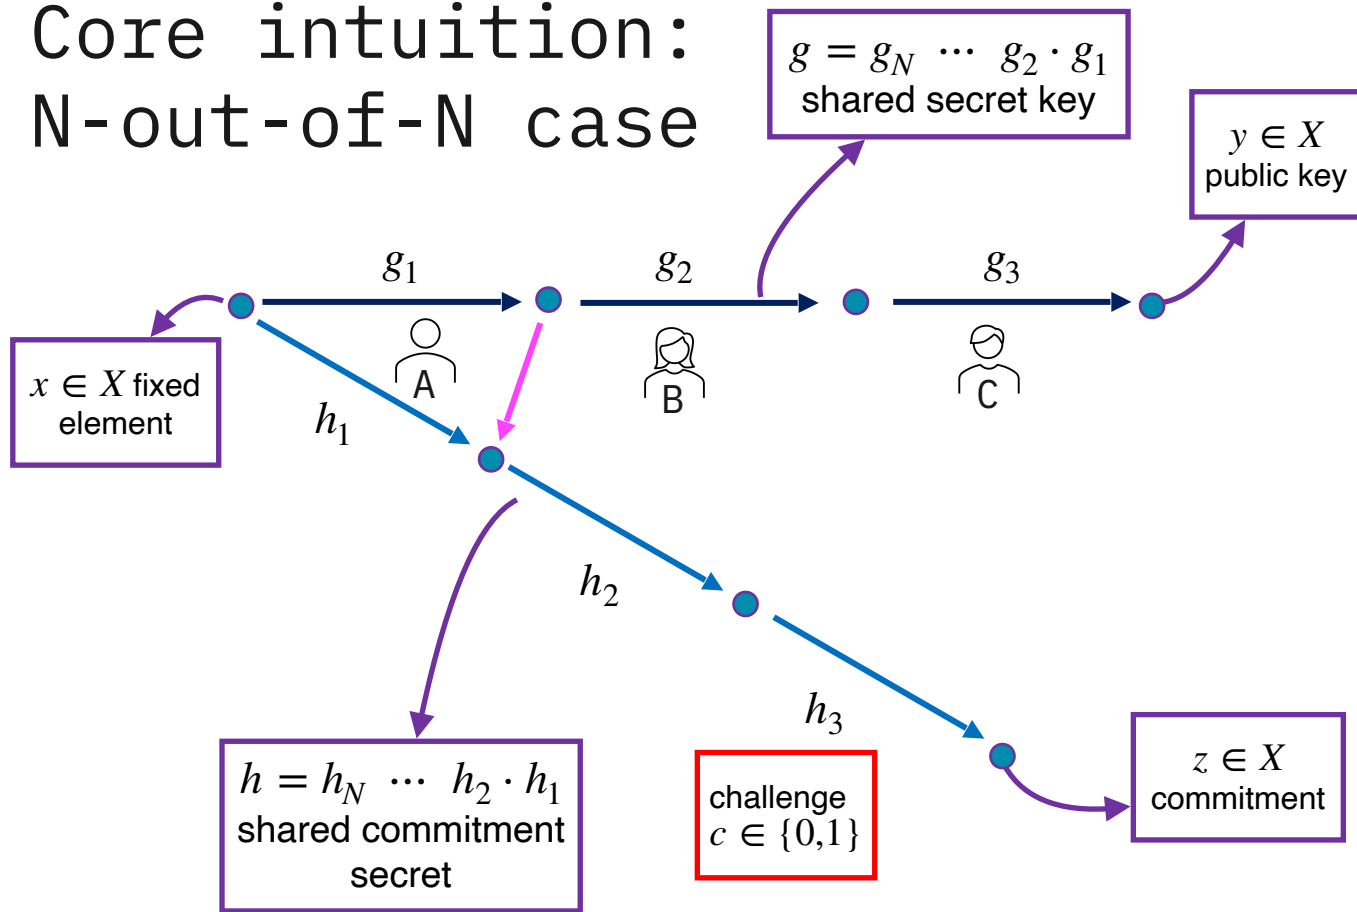 Core intuition:
N-out-of-N case
g = g_N ⋯ g_2 · g_1
shared secret key
y ∈ X
public key
g_1
g_2
g_3
A
B
C
x ∈ X fixed
element
h_1
h_2
h_3
h = h_N ⋯ h_2 · h_1
shared commitment
secret
challenge
c ∈ {0,1}
z ∈ X
commitment